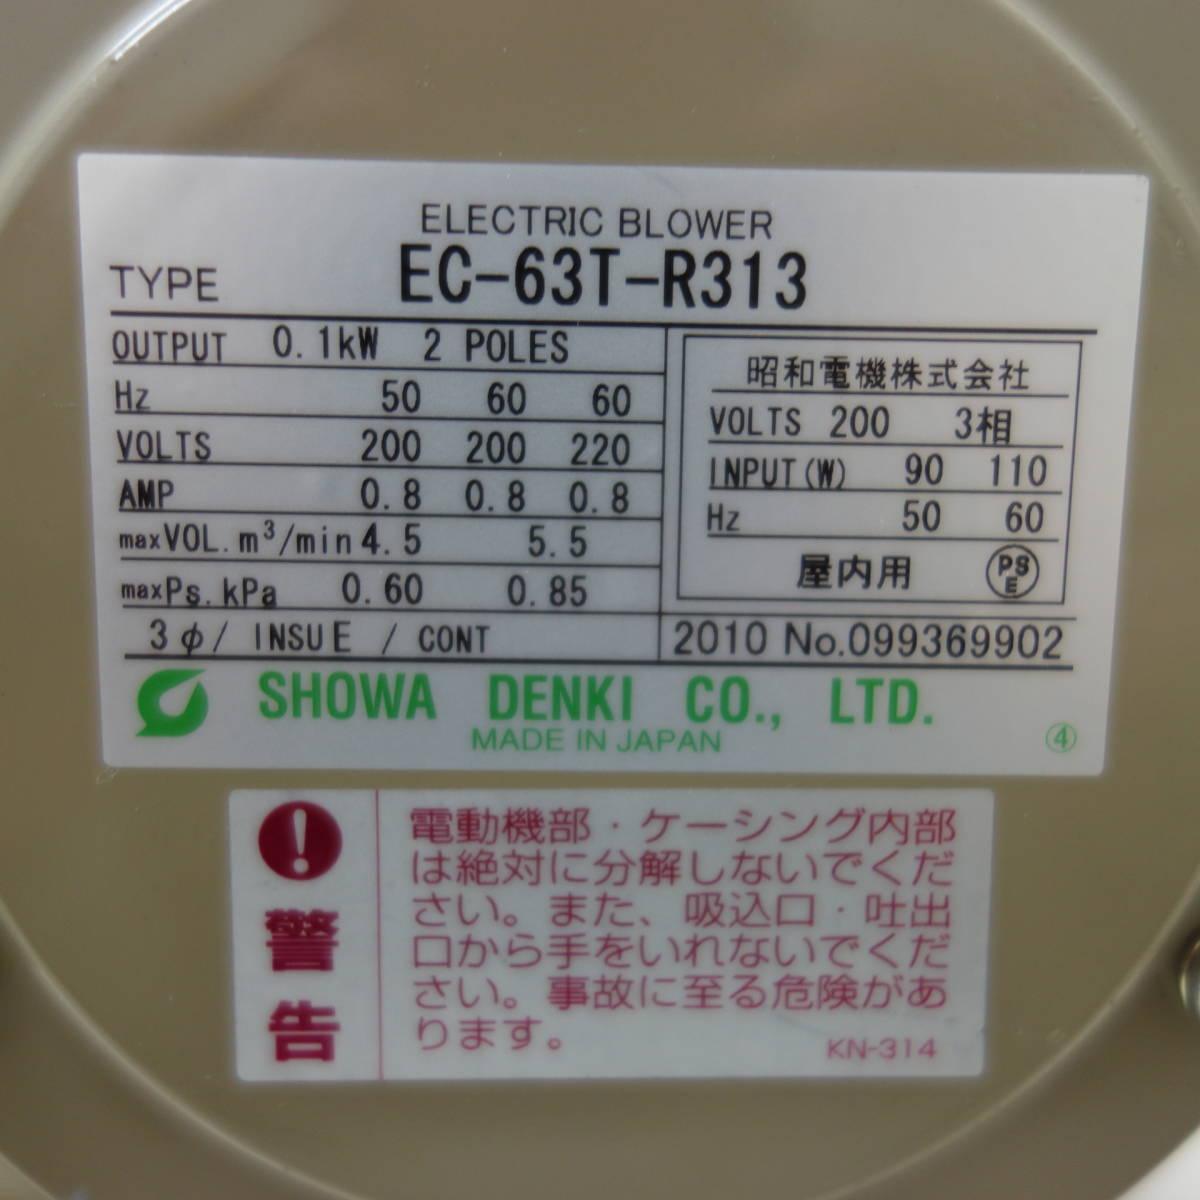 ELECTRIC BLOWER
TYPE EC-63T-R313
OUTPUT 0.1kW 2 POLES
Hz 50 60 60
VOLTS 200 200 220
AMP 0.8 0.8 0.8
maxVOL.m³/min 4.5 5.5
maxPs.kPa 0.60 0.85
3φ/ INSU E / CONT
昭和電機株式会社
VOLTS 200 3相
INPUT(W) 90 110
Hz 50 60
屋内用 PSE
2010 No.099369902
SHOWA DENKI CO., LTD.
MADE IN JAPAN
④
警告
電動機部・ケーシング内部
は絶対に分解しないでくだ
さい。また、吸込口・吐出
口から手をいれないでくだ
さい。事故に至る危険があ
ります。
KN-314